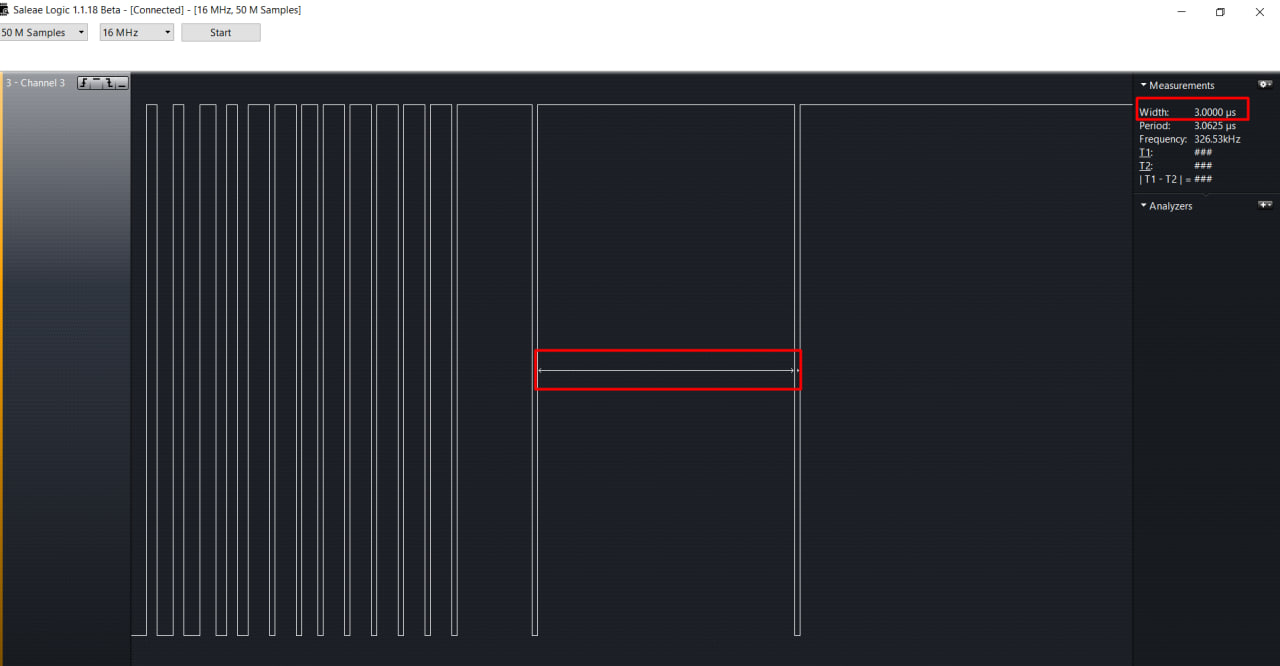 Saleae Logic 1.1.18 Beta - [Connected] - [16 MHz, 50 M Samples]
50 M Samples 16 MHz Start
3 - Channel 3
Measurements
Width: 3.0000 µs
Period: 3.0625 µs
Frequency: 326.53kHz
T1: ###
T2: ###
| T1 - T2 | = ###
Analyzers